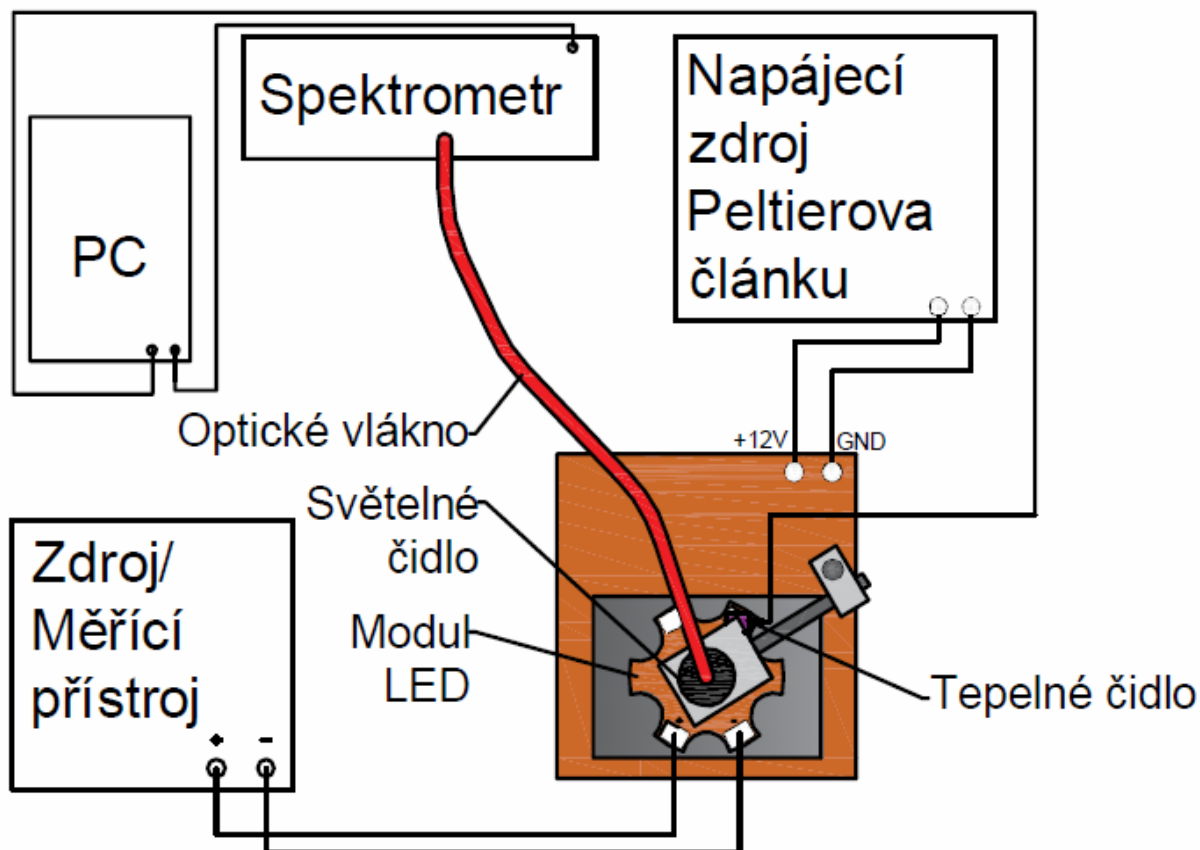 Spektrometr
Napájecí
zdroj
Peltierova
článku
PC
Optické vlákno
+12V
GND
Světelné
čidlo
Zdroj/
Měřící
přístroj
+ -
Modul
LED
+ -
Tepelné čidlo